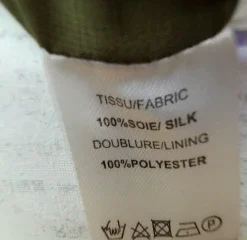 TISSU/FABRIC
100%SOIE/ SILK
DOUBLURE/LINING
100%POLYESTER